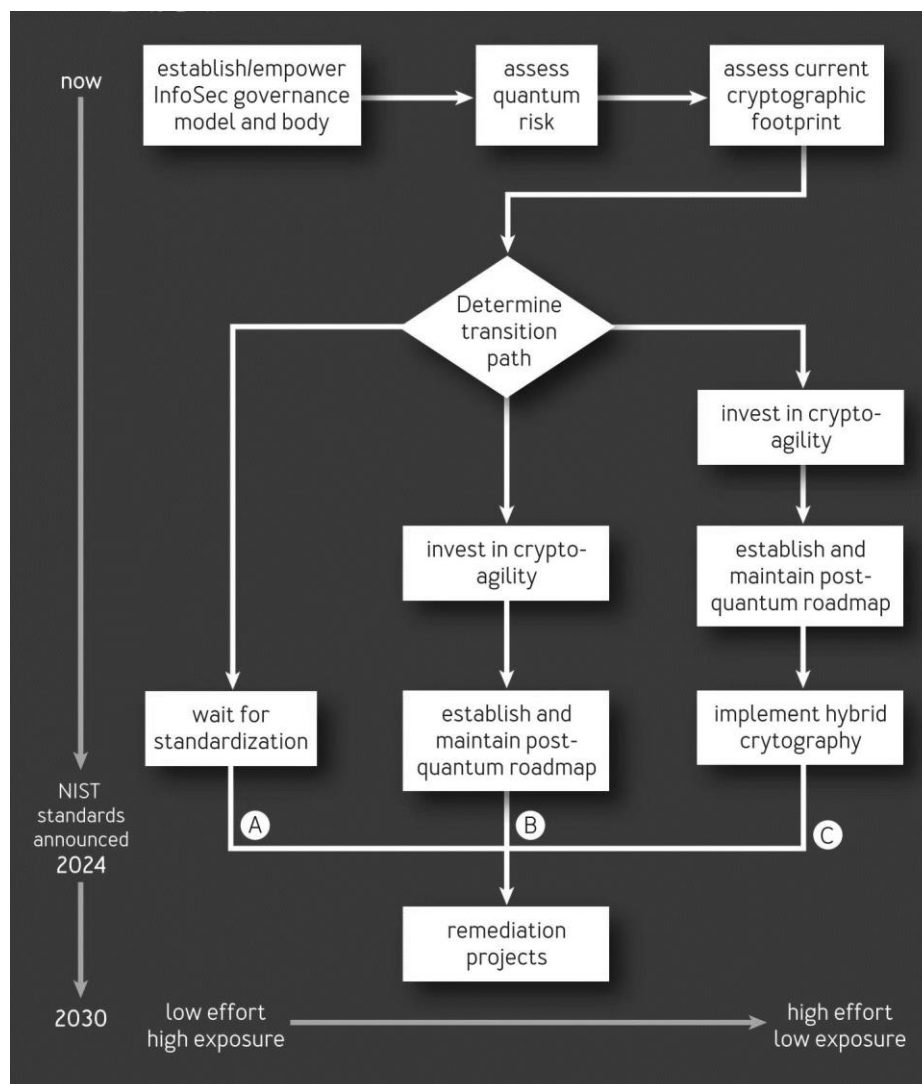 now
establish/empower
InfoSec governance
model and body
assess
quantum
risk
assess current
cryptographic
footprint
Determine
transition
path
invest in crypto-
agility
invest in crypto-
agility
establish and
maintain post-
quantum roadmap
wait for
standardization
establish and
maintain post-
quantum roadmap
implement hybrid
crytography
NIST
standards
announced
2024
A
B
C
remediation
projects
2030
low effort
high exposure
high effort
low exposure